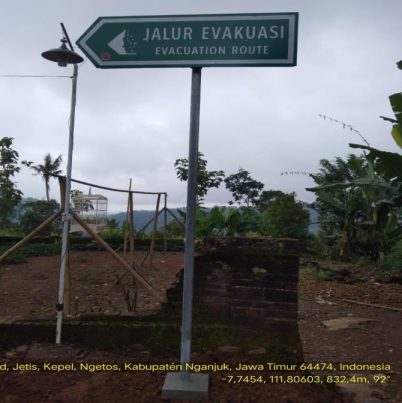 JALUR EVAKUASI
EVACUATION ROUTE
d, Jetis, Kepel, Ngetos, Kabupatén Nganjuk, Jawa Timur 64474, Indonesia
-7,7454, 111,80603, 832,4m, 92°